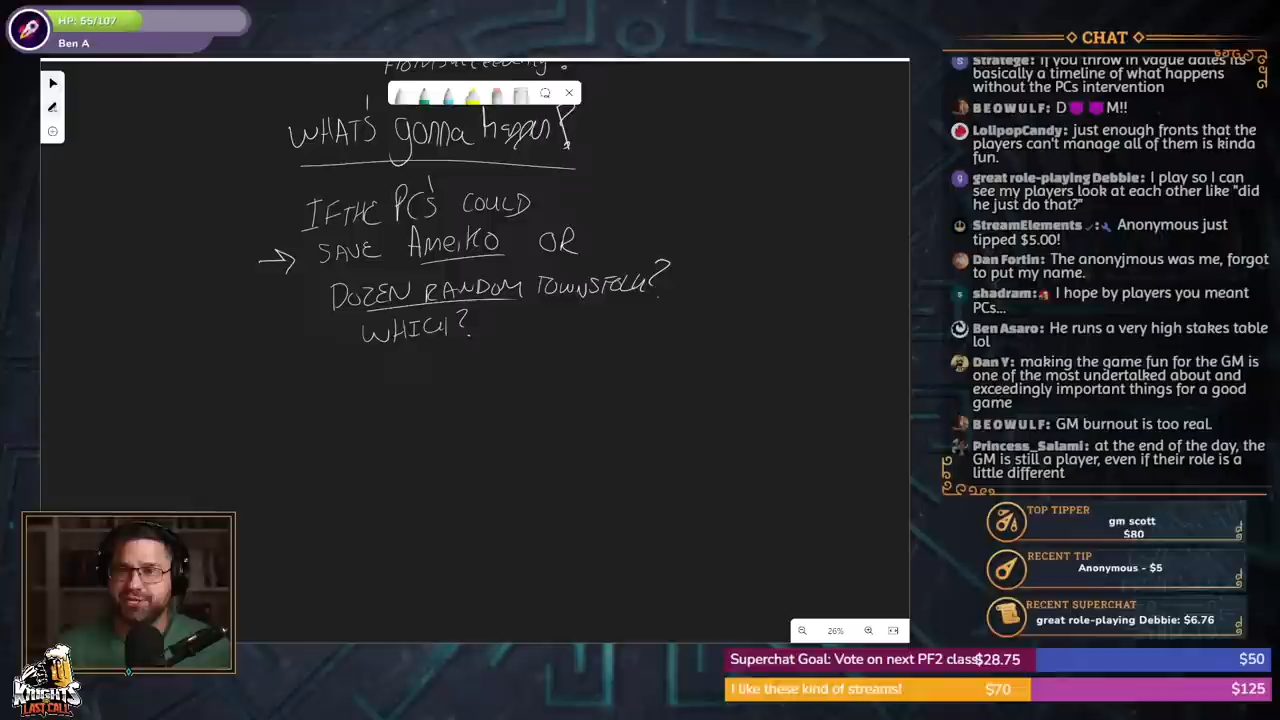 HP: 55/107
Ben A
WHAT'S gonna happen?
IF THE PC'S COULD
→ SAVE AmeiKO OR
DOZEN RANDOM TOWNSFOLK?
WHICH?
26%
KNIGHTS
LAST CALL
CHAT
Stratege: If you throw in vague dates its
basically a timeline of what happens
without the PCs intervention
BEOWULF: D😈😈M!!
LolipopCandy: just enough fronts that the
players can't manage all of them is kinda
fun.
great role-playing Debbie: I play so I can
see my players look at each other like "did
he just do that?"
StreamElements ✓: Anonymous just
tipped $5.00!
Dan Fortin: The anonyjmous was me, forgot
to put my name.
shadram: I hope by players you meant
PCs...
Ben Asaro: He runs a very high stakes table
lol
Dan Y: making the game fun for the GM is
one of the most undertalked about and
exceedingly important things for a good
game
BEOWULF: GM burnout is too reaL
Princess_Salami: at the end of the day, the
GM is still a player, even if their role is a
little different
TOP TIPPER
gm scott
$80
RECENT TIP
Anonymous - $5
RECENT SUPERCHAT
great role-playing Debbie: $6.76
Superchat Goal: Vote on next PF2 class $28.75 $50
I like these kind of streams! $70 $125